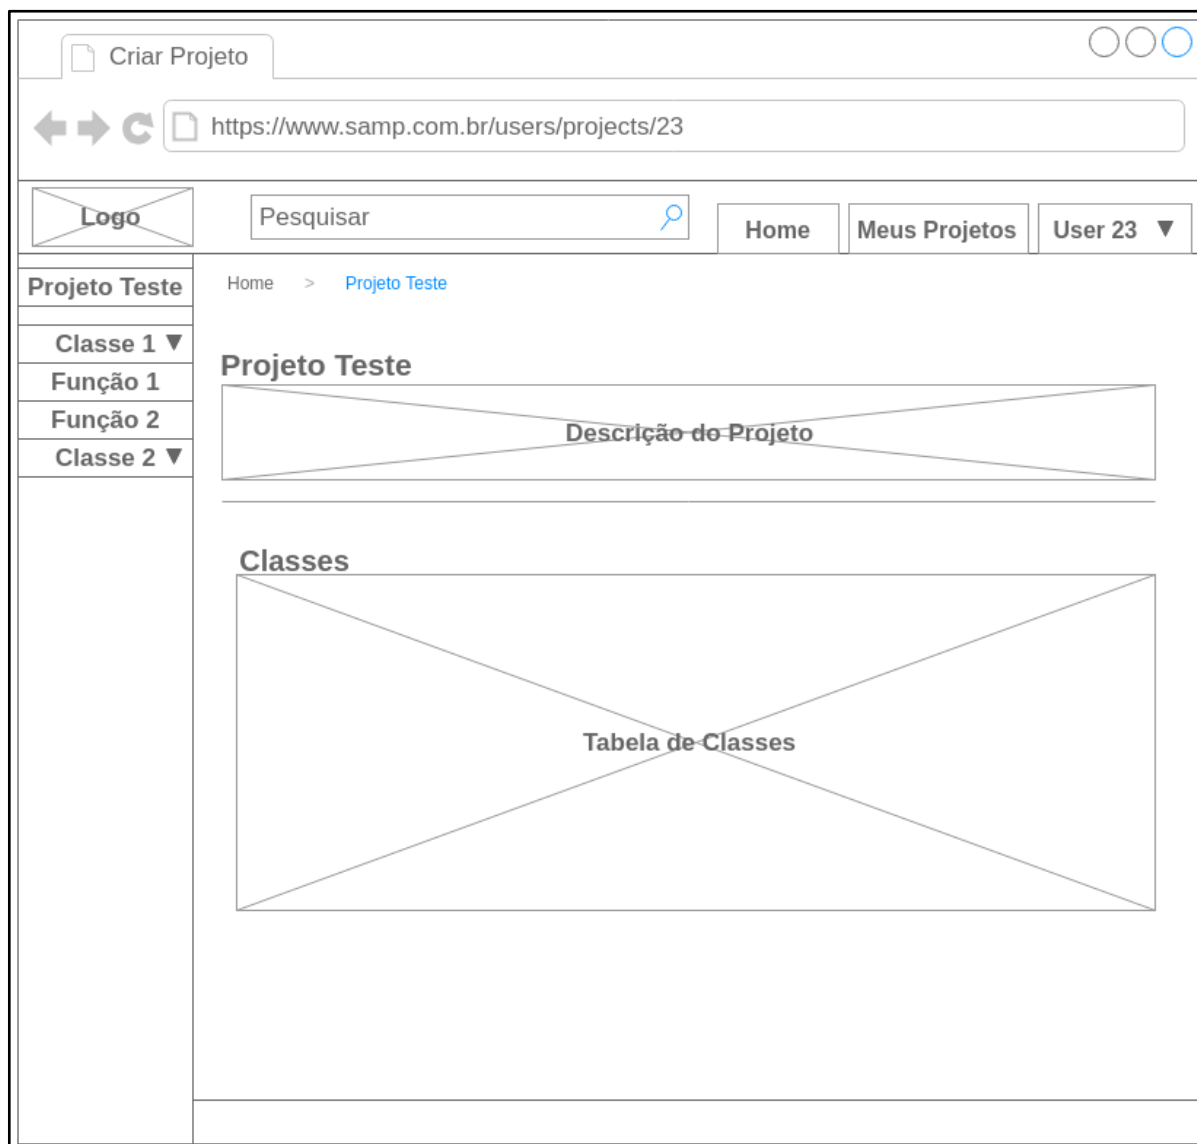 Criar Projeto
https://www.samp.com.br/users/projects/23
Logo
Pesquisar
Home
Meus Projetos
User 23 ▼
Projeto Teste
Classe 1 ▼
Função 1
Função 2
Classe 2 ▼
Home > Projeto Teste
Projeto Teste
Descrição do Projeto
Classes
Tabela de Classes